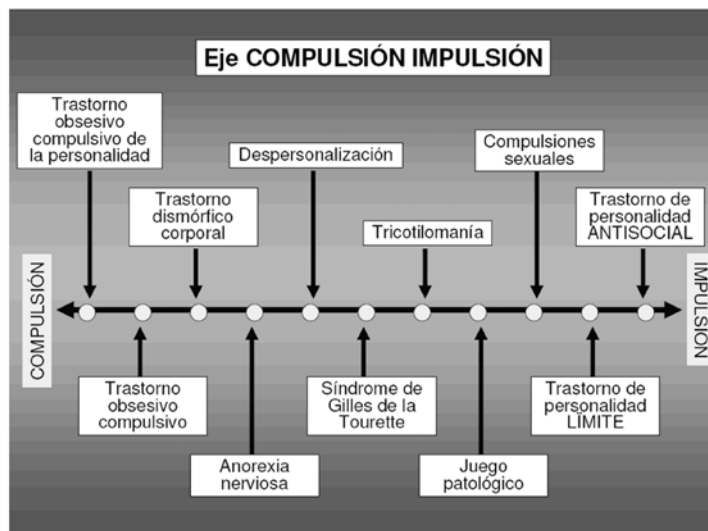 Eje COMPULSIÓN IMPULSIÓN
Trastorno
obsesivo
compulsivo de
la personalidad
Trastorno
dismórfico
corporal
Despersonalización
Tricotilomanía
Compulsiones
sexuales
Trastorno de
personalidad
ANTISOCIAL
COMPULSIÓN
IMPULSION
Trastorno
obsesivo
compulsivo
Anorexia
nerviosa
Síndrome de
Gilles de la
Tourette
Juego
patológico
Trastorno de
personalidad
LÍMITE